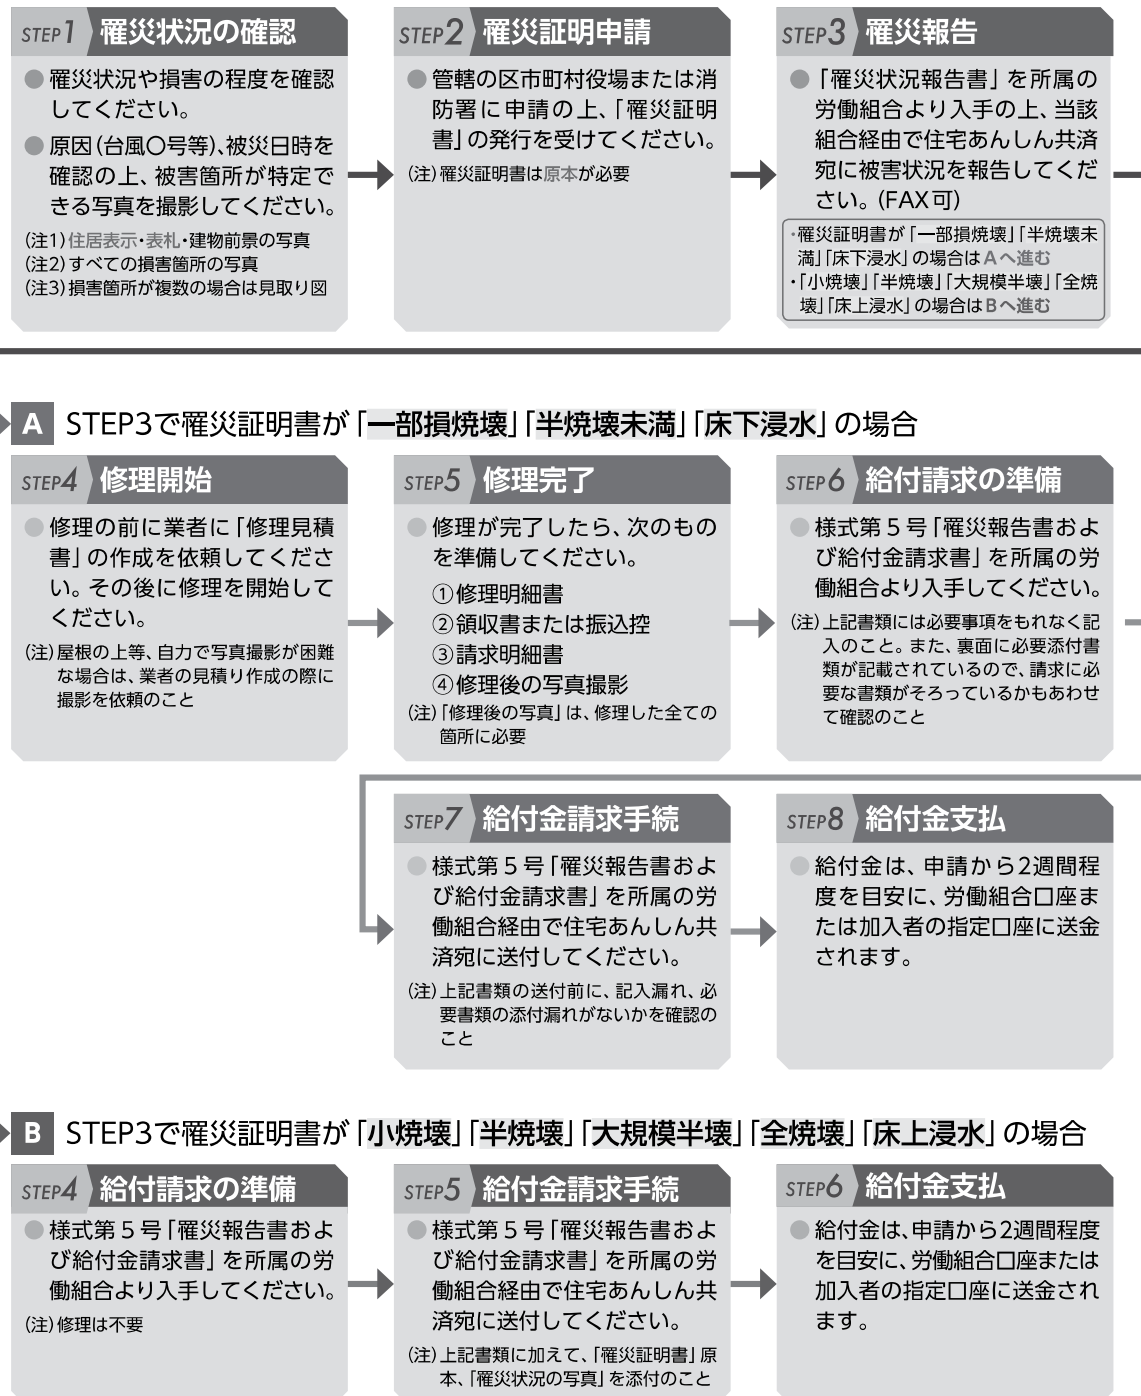 STEP1 罹災状況の確認
●罹災状況や損害の程度を確認
してください。
●原因(台風〇号等)、被災日時を
確認の上、被害箇所が特定で
きる写真を撮影してください。
(注1)住居表示・表札・建物前景の写真
(注2)すべての損害箇所の写真
(注3)損害箇所が複数の場合は見取り図
STEP2 罹災証明申請
●管轄の区市町村役場または消
防署に申請の上、「罹災証明
書」の発行を受けてください。
(注)罹災証明書は原本が必要
STEP3 罹災報告
●「罹災状況報告書」を所属の
労働組合より入手の上、当該
組合経由で住宅あんしん共済
宛に被害状況を報告してくだ
さい。(FAX可)
・罹災証明書が「一部損焼壊」「半焼壊未
満」「床下浸水」の場合はAへ進む
・「小焼壊」「半焼壊」「大規模半壊」「全焼
壊」「床上浸水」の場合はBへ進む
A STEP3で罹災証明書が「一部損焼壊」「半焼壊未満」「床下浸水」の場合
STEP4 修理開始
●修理の前に業者に「修理見積
書」の作成を依頼してくださ
い。その後に修理を開始して
ください。
(注)屋根の上等、自力で写真撮影が困難
な場合は、業者の見積り作成の際に
撮影を依頼のこと
STEP5 修理完了
●修理が完了したら、次のもの
を準備してください。
①修理明細書
②領収書または振込控
③請求明細書
④修理後の写真撮影
(注)「修理後の写真」は、修理した全ての
箇所に必要
STEP6 給付請求の準備
●様式第5号「罹災報告書およ
び給付金請求書」を所属の労
働組合より入手してください。
(注)上記書類には必要事項をもれなく記
入のこと。また、裏面に必要添付書
類が記載されているので、請求に必
要な書類がそろっているかもあわせ
て確認のこと
STEP7 給付金請求手続
●様式第5号「罹災報告書およ
び給付金請求書」を所属の労
働組合経由で住宅あんしん共
済宛に送付してください。
(注)上記書類の送付前に、記入漏れ、必
要書類の添付漏れがないかを確認の
こと
STEP8 給付金支払
●給付金は、申請から2週間程
度を目安に、労働組合口座ま
たは加入者の指定口座に送金
されます。
B STEP3で罹災証明書が「小焼壊」「半焼壊」「大規模半壊」「全焼壊」「床上浸水」の場合
STEP4 給付請求の準備
●様式第5号「罹災報告書およ
び給付金請求書」を所属の労
働組合より入手してください。
(注)修理は不要
STEP5 給付金請求手続
●様式第5号「罹災報告書およ
び給付金請求書」を所属の労
働組合経由で住宅あんしん共
済宛に送付してください。
(注)上記書類に加えて、「罹災証明書」原
本、「罹災状況の写真」を添付のこと
STEP6 給付金支払
●給付金は、申請から2週間程度
を目安に、労働組合口座または
加入者の指定口座に送金され
ます。